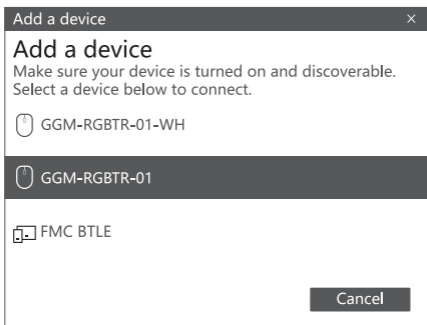 Add a device
Add a device
Make sure your device is turned on and discoverable.
Select a device below to connect.
GGM-RGBTR-01-WH
GGM-RGBTR-01
FMC BTLE
Cancel